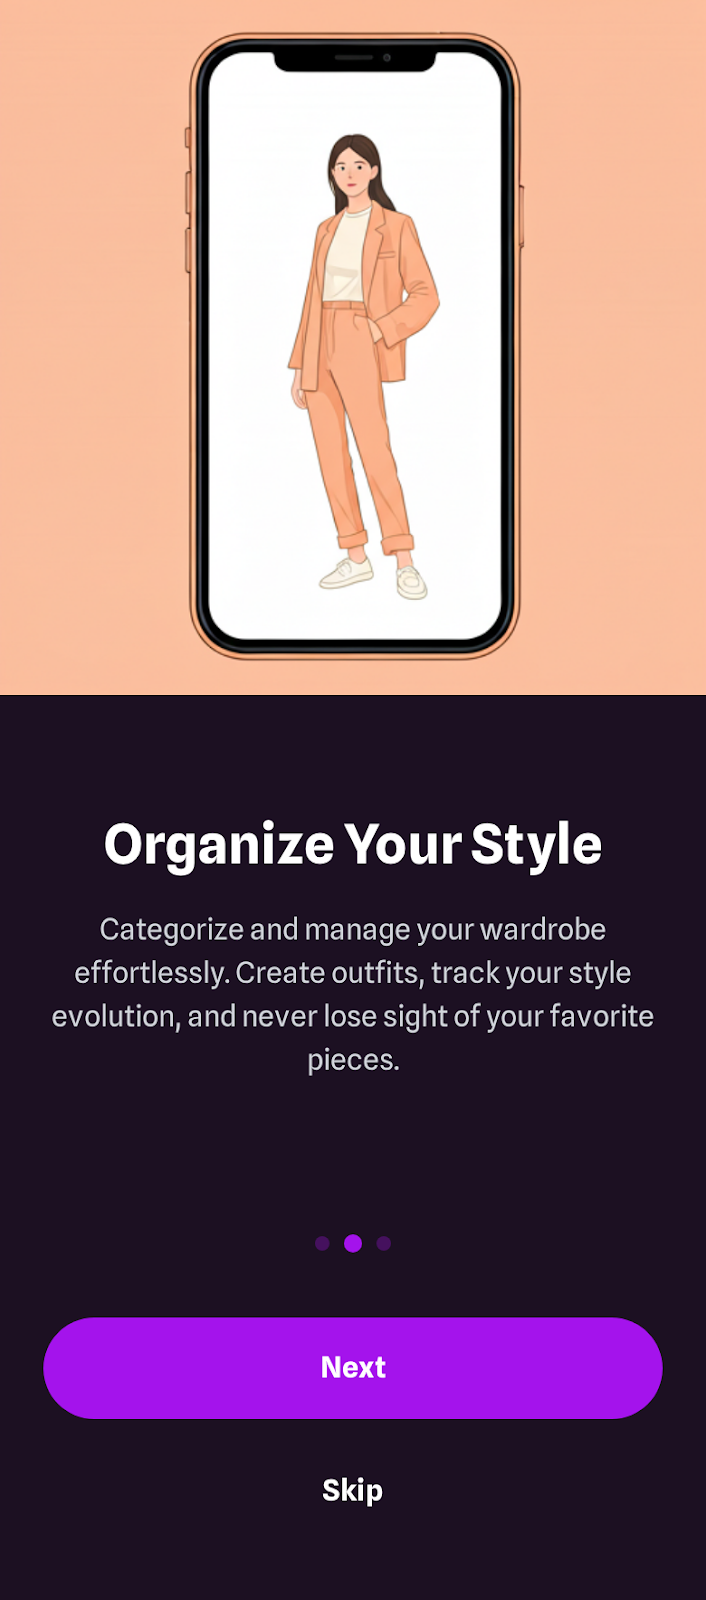 Organize Your Style
Categorize and manage your wardrobe
effortlessly. Create outfits, track your style
evolution, and never lose sight of your favorite
pieces.
Next
Skip